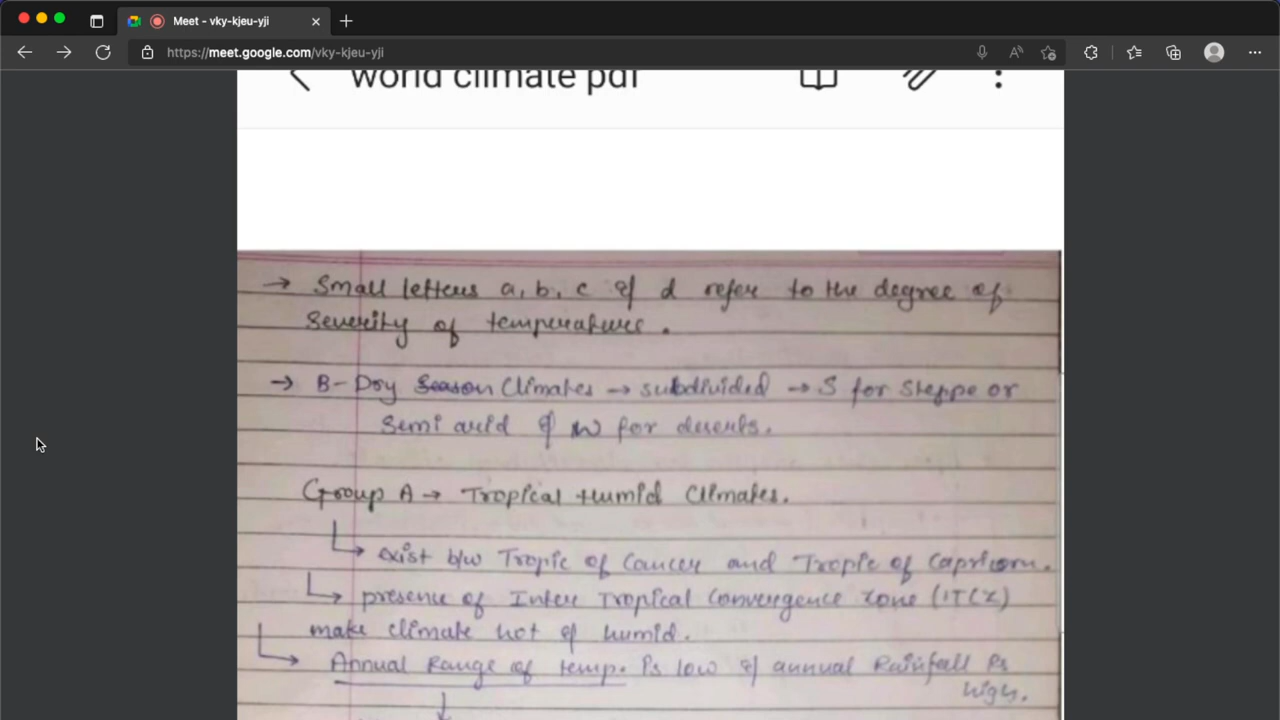 Meet - vky-kjeu-yji
https://meet.google.com/vky-kjeu-yji
world climate pdf
→ Small letters a, b, c & d refer to the degree of
severity of temperature.
→ B- Dry Season Climates → subdivided → S for Steppe or
Semi arid & W for deserts.
Group A → Tropical Humid Climates.
exist b/w Tropic of Cancer and Tropic of Capricorn.
presence of Inter Tropical Convergence zone (ITCZ)
make climate hot & humid.
Annual Range of temp. is low & annual Rainfall is
high.